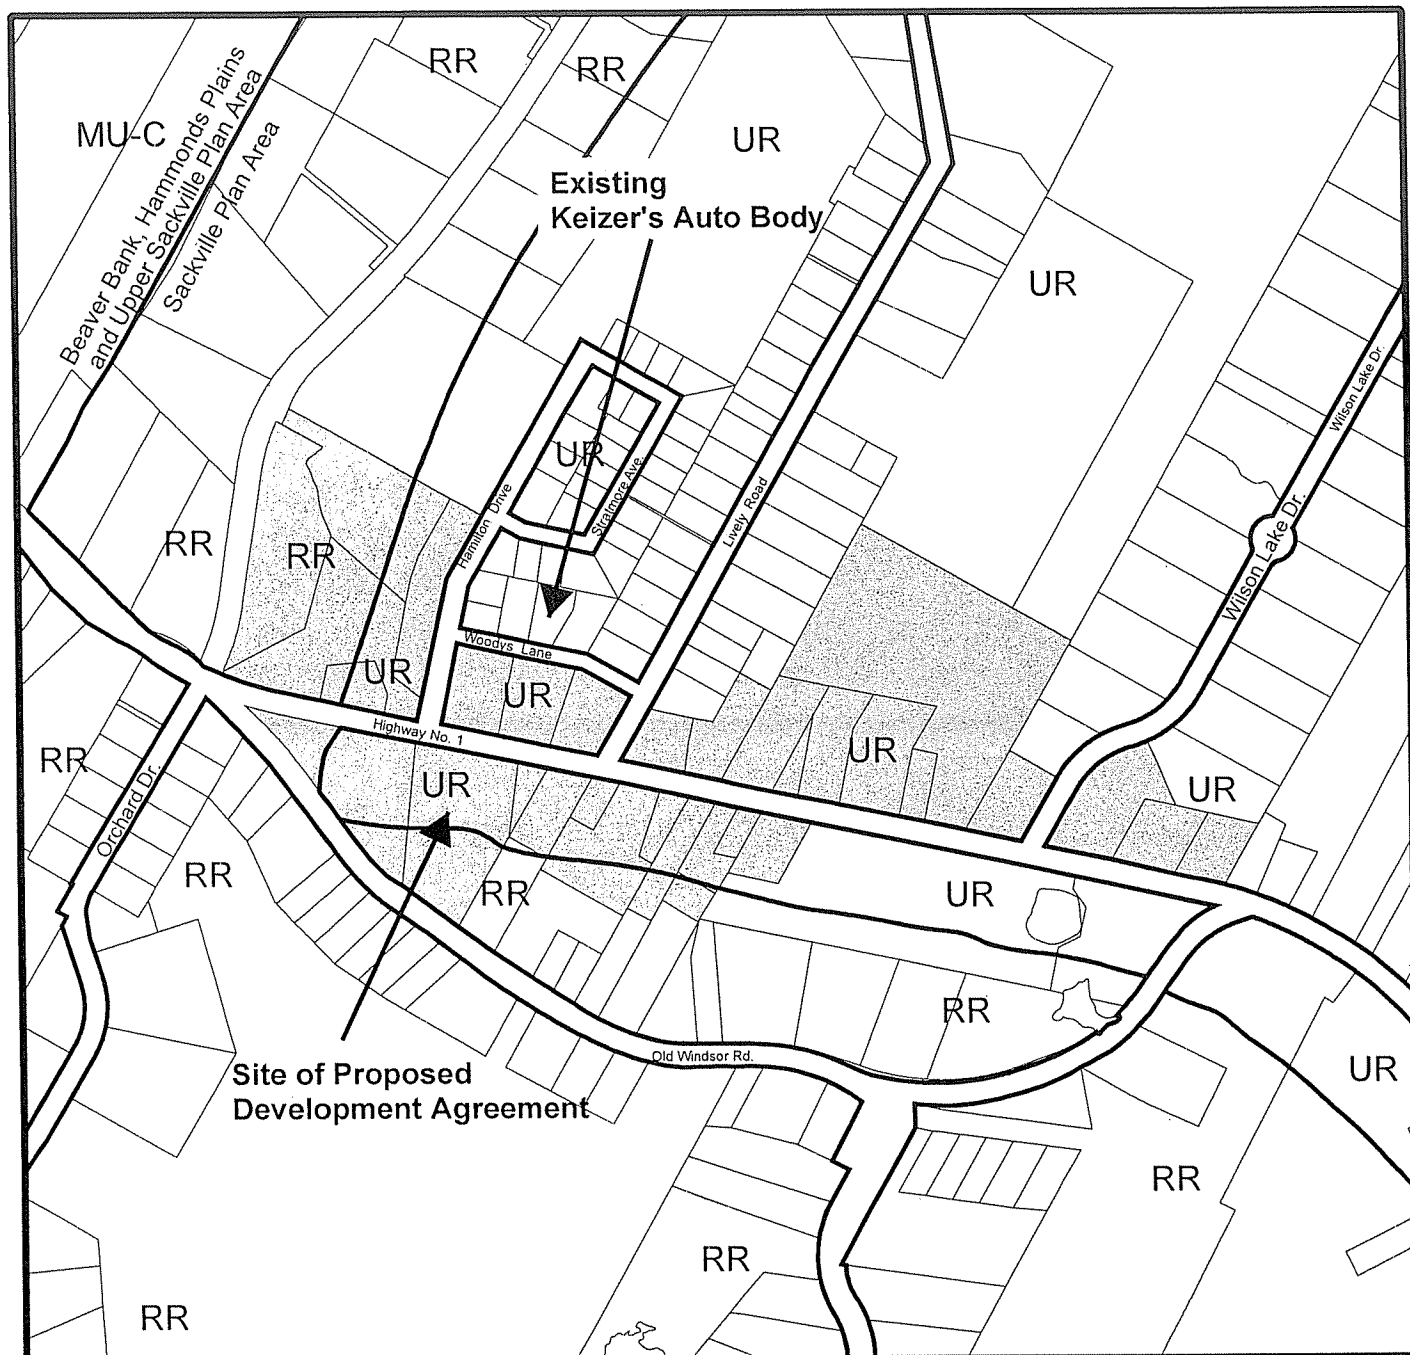 RR
RR
MU-C
UR
Beaver Bank, Hammonds Plains
and Upper Sackville Plan Area
Sackville Plan Area
Existing
Keizer's Auto Body
UR
Wilson Lake Dr.
UR
Hamilton Drive
Stratmore Ave.
Lively Road
RR
RR
Wilson Lake Dr.
Woodys Lane
UR
UR
Highway No. 1
UR
RR
Orchard Dr.
UR
UR
RR
RR
UR
RR
Old Windsor Rd.
UR
Site of Proposed
Development Agreement
RR
RR
RR